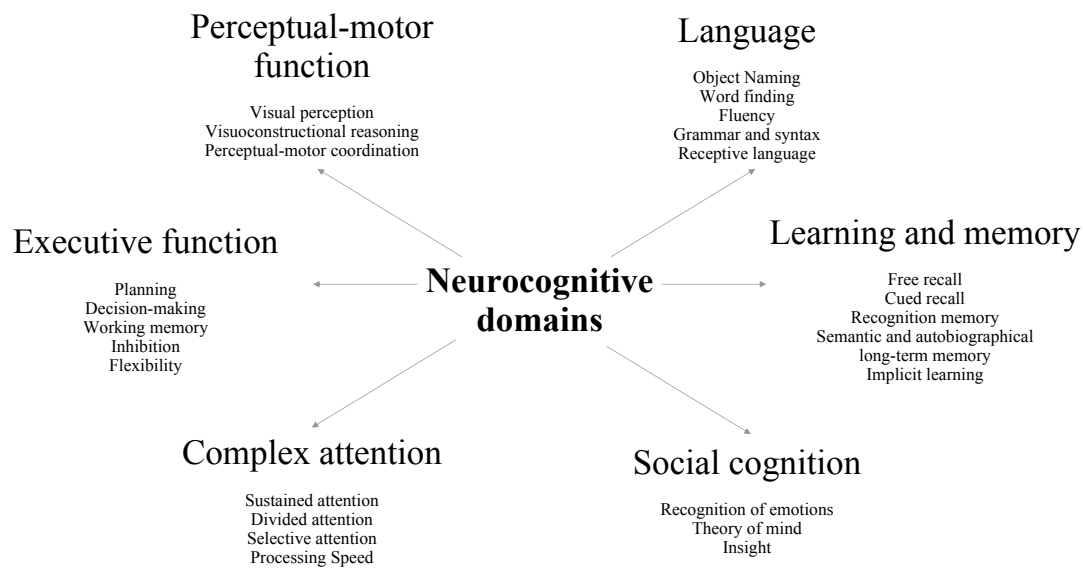 Perceptual-motor
function
Visual perception
Visuoconstructional reasoning
Perceptual-motor coordination
Language
Object Naming
Word finding
Fluency
Grammar and syntax
Receptive language
Executive function
Planning
Decision-making
Working memory
Inhibition
Flexibility
Neurocognitive
domains
Learning and memory
Free recall
Cued recall
Recognition memory
Semantic and autobiographical
long-term memory
Implicit learning
Complex attention
Sustained attention
Divided attention
Selective attention
Processing Speed
Social cognition
Recognition of emotions
Theory of mind
Insight